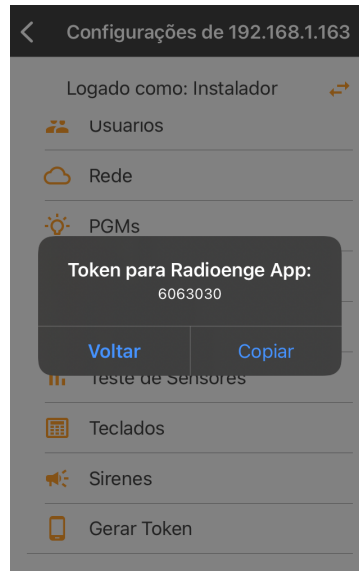 Configurações de 192.168.1.163
Logado como: Instalador
Usuários
Rede
PGMs
Token para Radioenge App:
6063030
Voltar
Copiar
Teste de Sensores
Teclados
Sirenes
Gerar Token